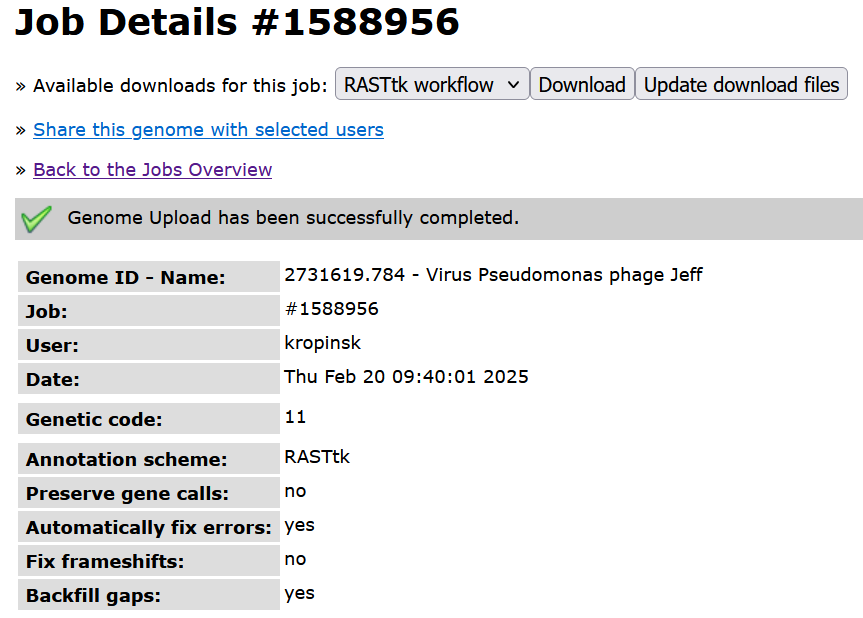 Job Details #1588956
» Available downloads for this job: RASTtk workflow Download Update download files
» Share this genome with selected users
» Back to the Jobs Overview
Genome Upload has been successfully completed.
Genome ID - Name: 2731619.784 - Virus Pseudomonas phage Jeff
Job: #1588956
User: kropinsk
Date: Thu Feb 20 09:40:01 2025
Genetic code: 11
Annotation scheme: RASTtk
Preserve gene calls: no
Automatically fix errors: yes
Fix frameshifts: no
Backfill gaps: yes